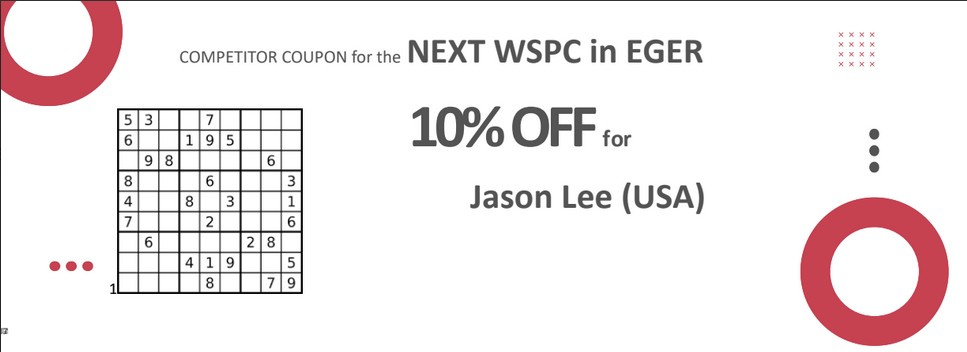 COMPETITOR COUPON for the NEXT WSPC in EGER
10% OFF for
Jason Lee (USA)
5 3 7
6 1 9 5
9 8 6
8 6 3
4 8 3 1
7 2 6
6 2 8
4 1 9 5
8 7 9
1